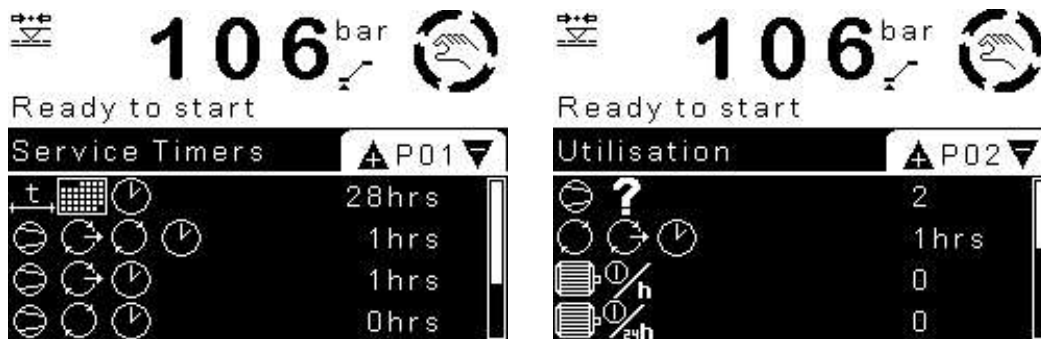 106 bar
Ready to start
Service Timers P01
t 28hrs
1hrs
1hrs
0hrs
106 bar
Ready to start
Utilisation P02
? 2
1hrs
/h 0
/24h 0